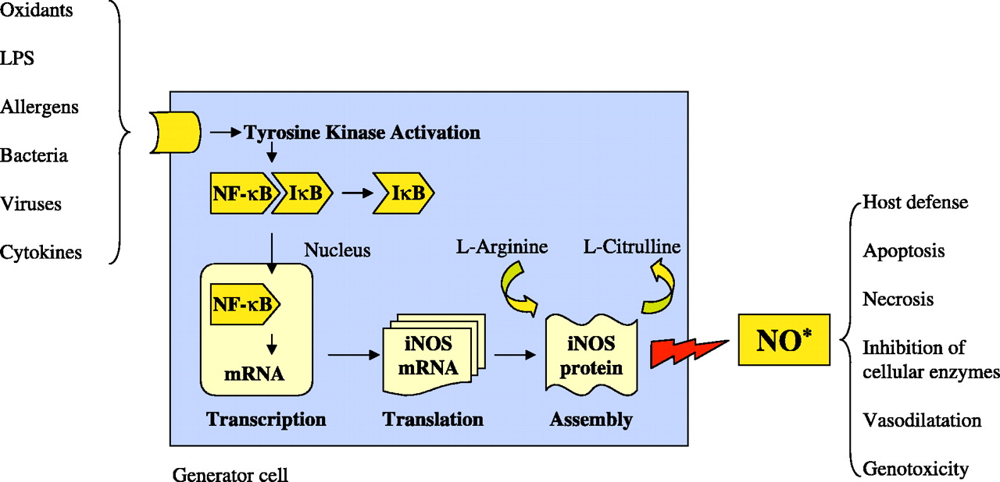 Oxidants
LPS
Allergens
Bacteria
Viruses
Cytokines
Tyrosine Kinase Activation
NF-κB
IκB
IκB
Nucleus
NF-κB
mRNA
Transcription
iNOS
mRNA
Translation
L-Arginine
L-Citrulline
iNOS
protein
Assembly
Generator cell
NO*
Host defense
Apoptosis
Necrosis
Inhibition of
cellular enzymes
Vasodilatation
Genotoxicity